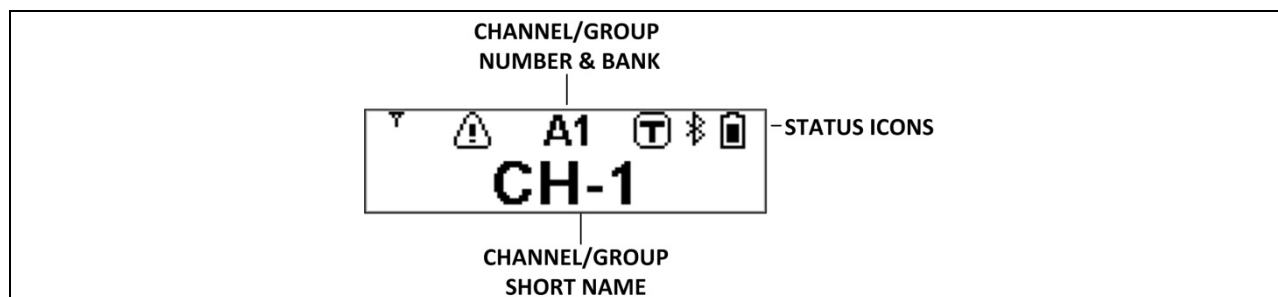 CHANNEL/GROUP
NUMBER & BANK
A1
T
STATUS ICONS
CH-1
CHANNEL/GROUP
SHORT NAME